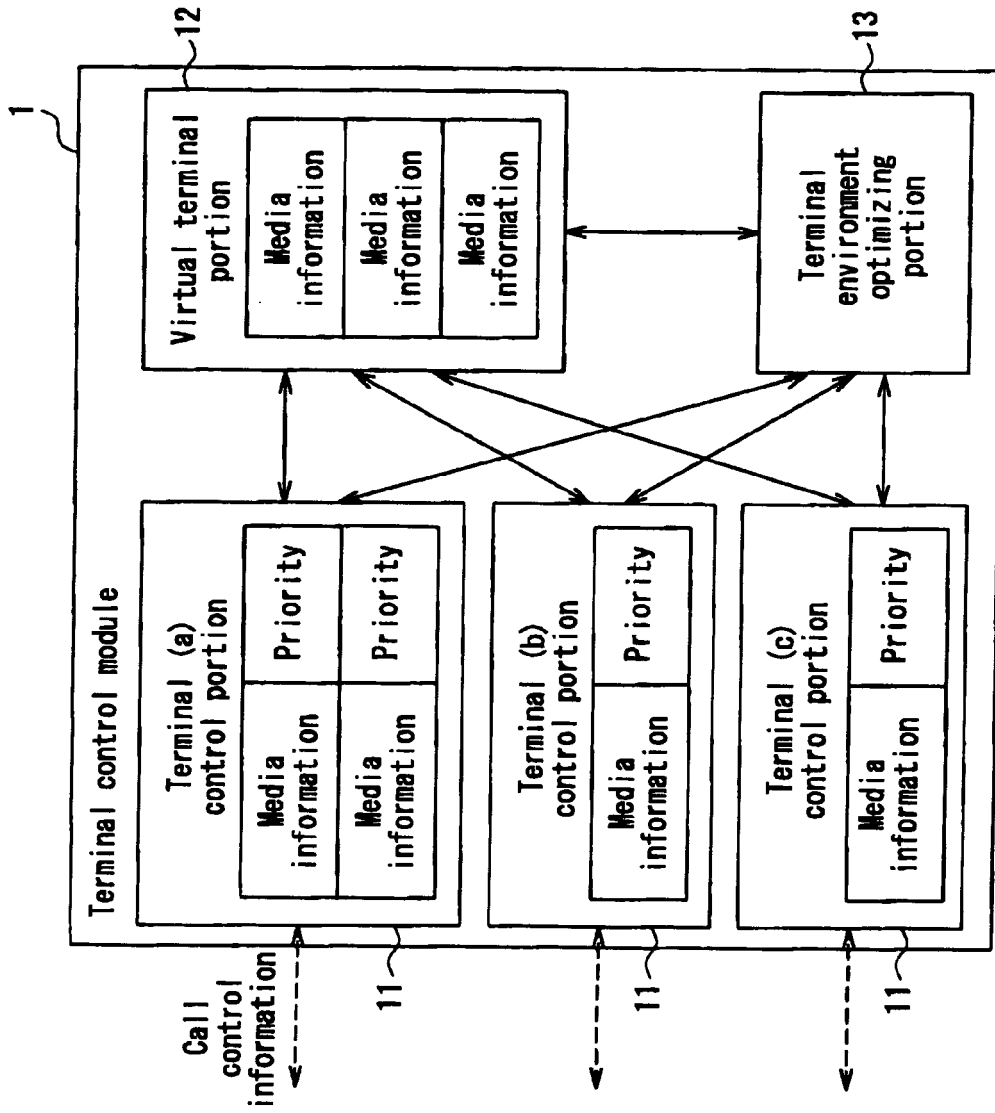 1
Terminal control module
Call
control
information
Terminal (a)
control portion
Media
information
Priority
Media
information
Priority
11
Terminal (b)
control portion
Media
information
Priority
11
Terminal (c)
control portion
Media
information
Priority
11
Virtual terminal
portion
Media
information
Media
information
Media
information
12
Terminal
environment
optimizing
portion
13